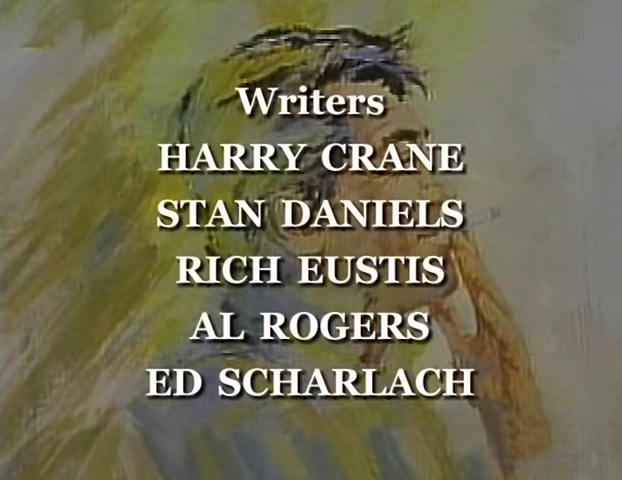 Writers
HARRY CRANE
STAN DANIELS
RICH EUSTIS
AL ROGERS
ED SCHARLACH